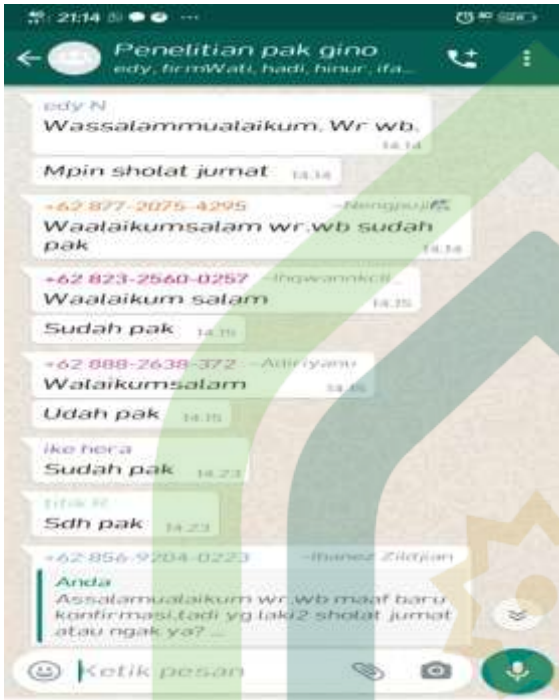 21:14
Penelitian pak gino
edy, firmWati, hadi, hinur, ifa...
edy N
Wassalammualaikum. Wr wb.
14.14
Mpin sholat jumat 14.14
+62 877-2075-4295 ~Nengpuji
Waalaikumsalam wr.wb sudah
pak 14.14
+62 823-2560-0257
Waalaikum salam 14.15
Sudah pak 14.15
+62 888-2638-372 ~Adiriyanu
Walaikumsalam 14.15
Udah pak 14.15
ike hera
Sudah pak 14.23
titik R
Sdh pak 14.23
+62 856-9204-0223 ~Ibanez Zildjian
Anda
Assalamualaikum wr.wb maaf baru
konfirmasi,tadi yg laki2 sholat jumat
atau ngak ya? ...
Ketik pesan